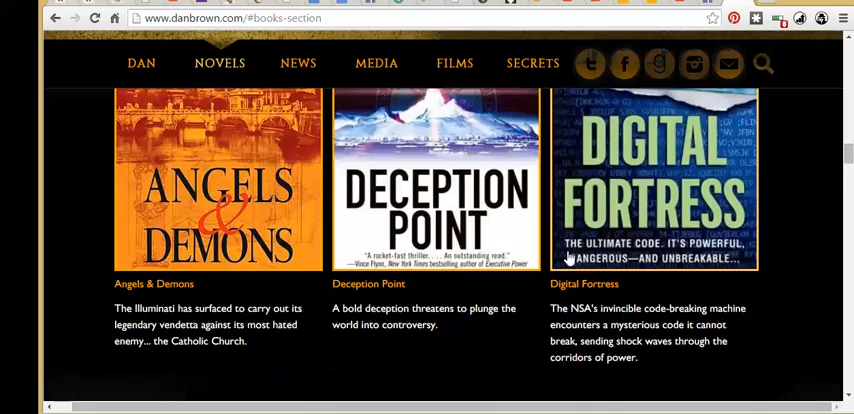 www.danbrown.com/#books-section
DAN
NOVELS
NEWS
MEDIA
FILMS
SECRETS
ANGELS
&
DEMONS
DECEPTION
POINT
"A rocket-fast thriller. . . . An outstanding read."
—Vince Flynn, New York Times bestselling author of Executive Power
DIGITAL
FORTRESS
THE ULTIMATE CODE. IT'S POWERFUL,
DANGEROUS—AND UNBREAKABLE...
Angels & Demons
The Illuminati has surfaced to carry out its
legendary vendetta against its most hated
enemy... the Catholic Church.
Deception Point
A bold deception threatens to plunge the
world into controversy.
Digital Fortress
The NSA's invincible code-breaking machine
encounters a mysterious code it cannot
break, sending shock waves through the
corridors of power.